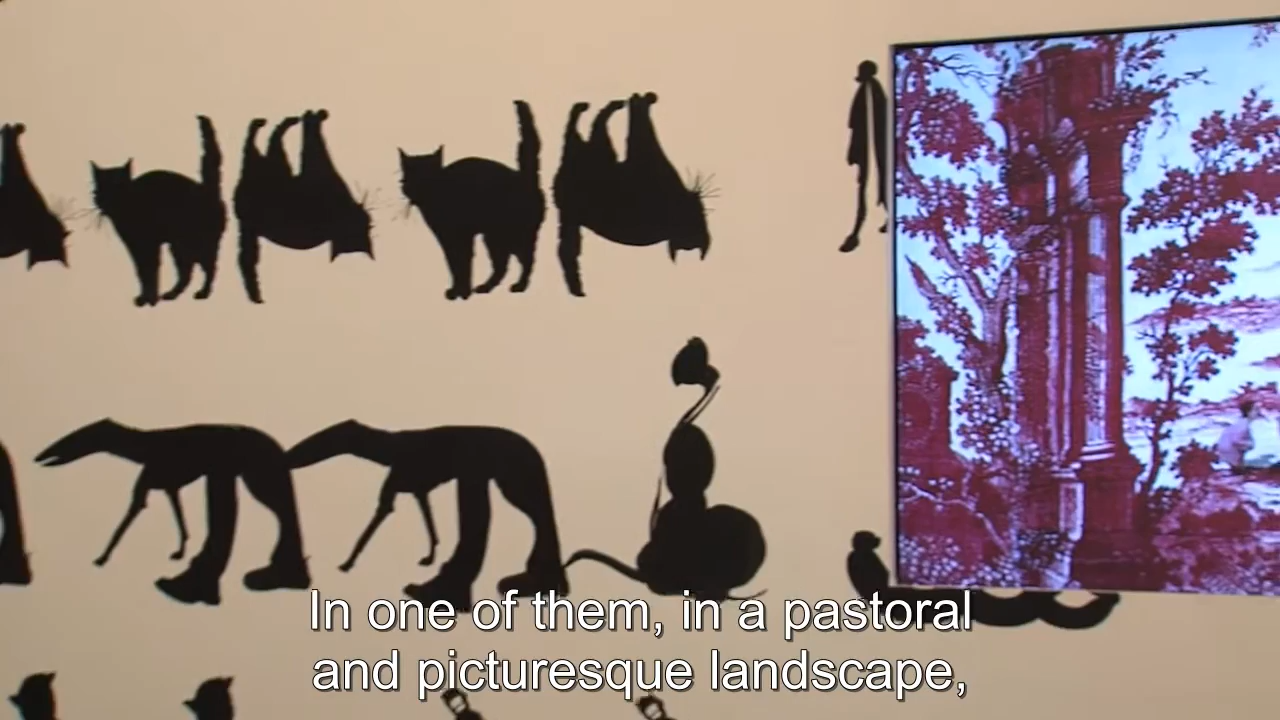 In one of them, in a pastoral
and picturesque landscape,